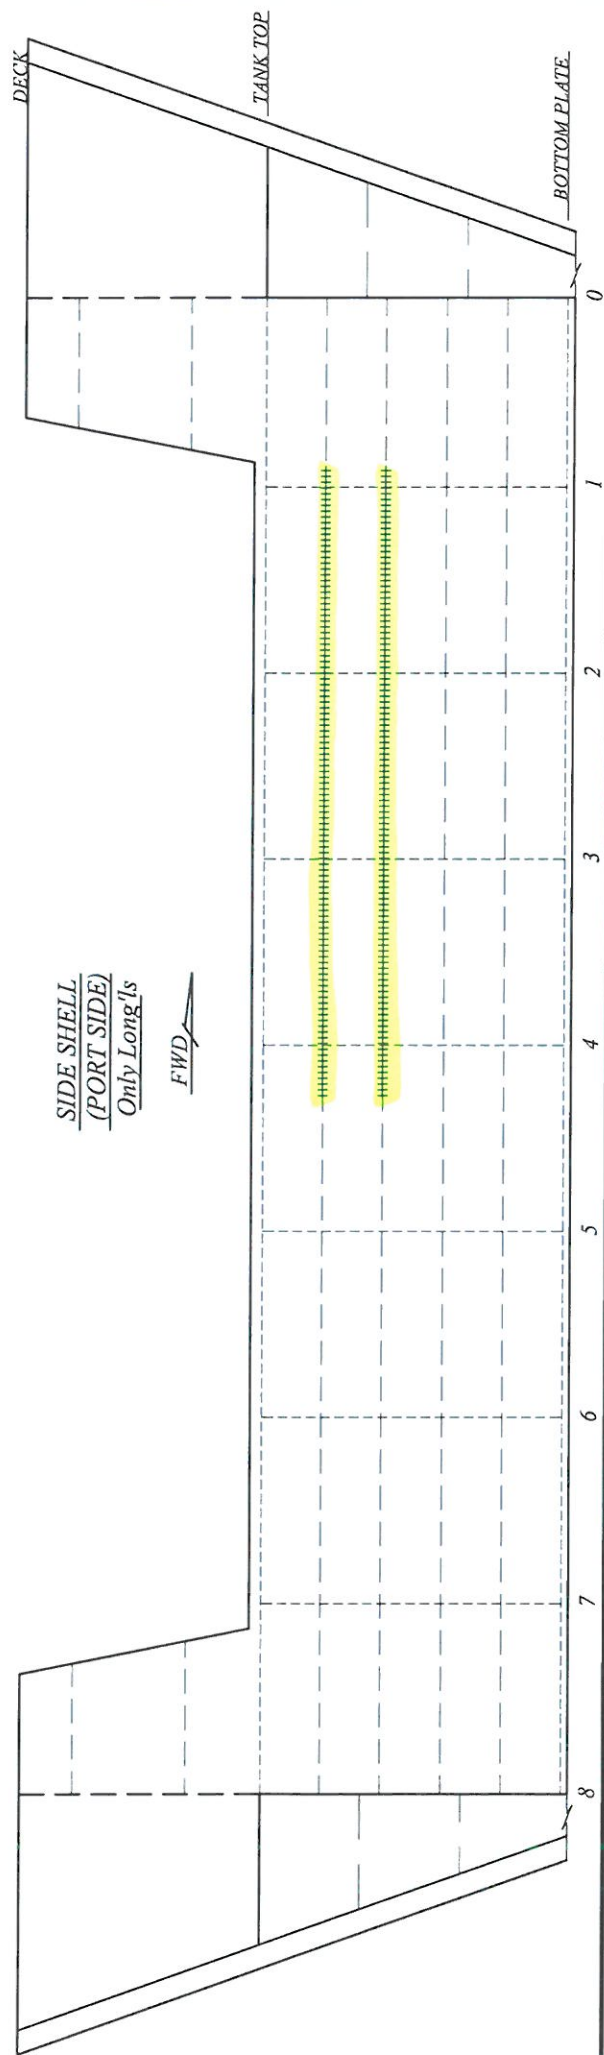 SIDE SHELL
(PORT SIDE)
Only Long'ls
FWD
DECK
TANK TOP
BOTTOM PLATE
8 7 6 5 4 3 2 1 0